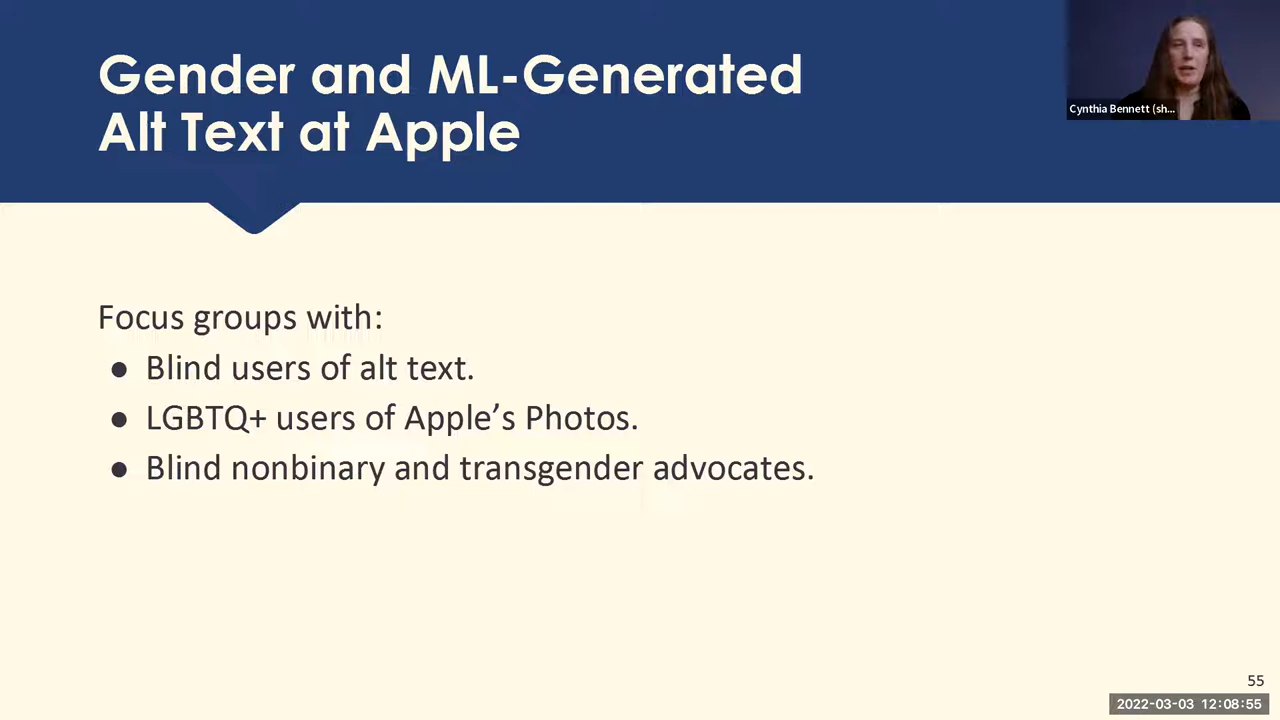 Gender and ML-Generated
Alt Text at Apple
Cynthia Bennett (sh...
Focus groups with:
● Blind users of alt text.
● LGBTQ+ users of Apple’s Photos.
● Blind nonbinary and transgender advocates.
55
2022-03-03 12:08:55